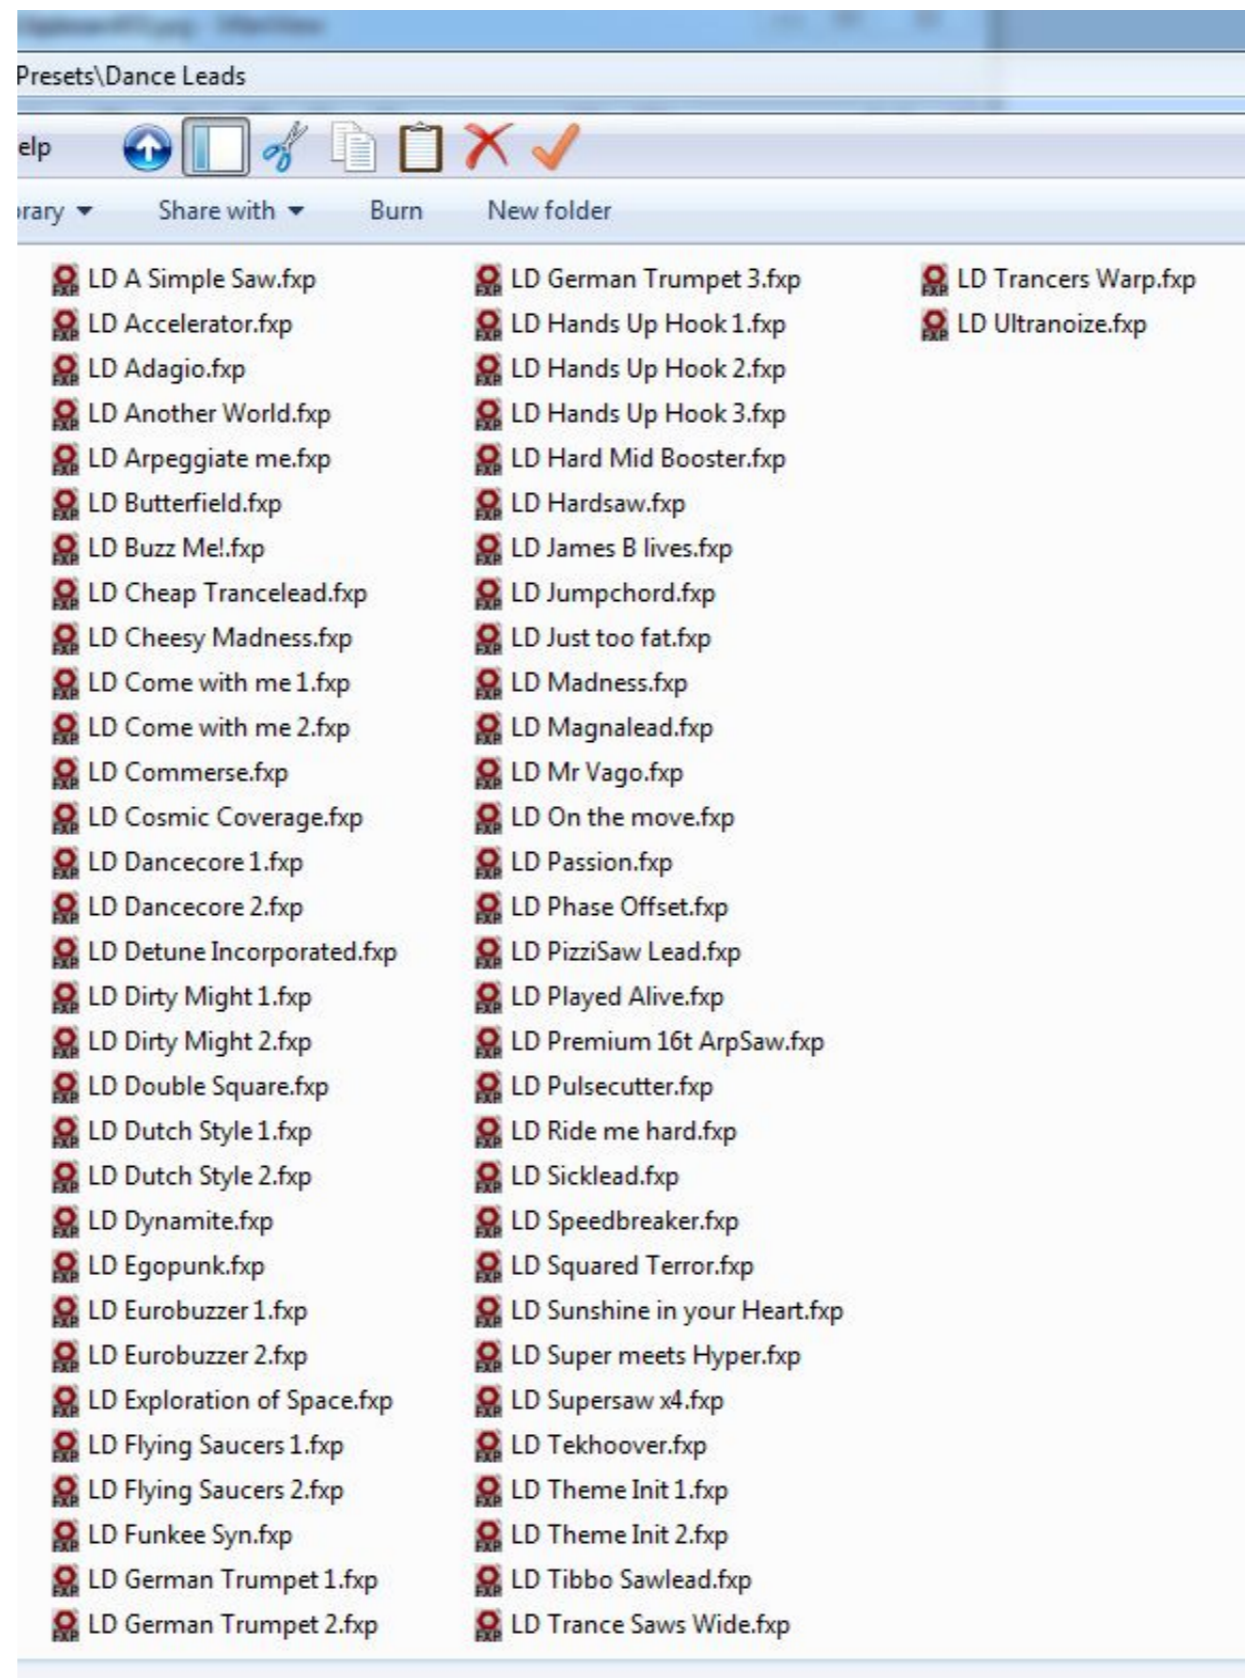 Presets\Dance Leads
elp
rary
Share with
Burn
New folder
LD A Simple Saw.fxp
LD Accelerator.fxp
LD Adagio.fxp
LD Another World.fxp
LD Arpeggiate me.fxp
LD Butterfield.fxp
LD Buzz Me!.fxp
LD Cheap Trancelead.fxp
LD Cheesy Madness.fxp
LD Come with me 1.fxp
LD Come with me 2.fxp
LD Commerse.fxp
LD Cosmic Coverage.fxp
LD Dancecore 1.fxp
LD Dancecore 2.fxp
LD Detune Incorporated.fxp
LD Dirty Might 1.fxp
LD Dirty Might 2.fxp
LD Double Square.fxp
LD Dutch Style 1.fxp
LD Dutch Style 2.fxp
LD Dynamite.fxp
LD Egopunk.fxp
LD Eurobuzzer 1.fxp
LD Eurobuzzer 2.fxp
LD Exploration of Space.fxp
LD Flying Saucers 1.fxp
LD Flying Saucers 2.fxp
LD Funkee Syn.fxp
LD German Trumpet 1.fxp
LD German Trumpet 2.fxp
LD German Trumpet 3.fxp
LD Hands Up Hook 1.fxp
LD Hands Up Hook 2.fxp
LD Hands Up Hook 3.fxp
LD Hard Mid Booster.fxp
LD Hardsaw.fxp
LD James B lives.fxp
LD Jumpchord.fxp
LD Just too fat.fxp
LD Madness.fxp
LD Magnalead.fxp
LD Mr Vago.fxp
LD On the move.fxp
LD Passion.fxp
LD Phase Offset.fxp
LD PizziSaw Lead.fxp
LD Played Alive.fxp
LD Premium 16t ArpSaw.fxp
LD Pulsecutter.fxp
LD Ride me hard.fxp
LD Sicklead.fxp
LD Speedbreaker.fxp
LD Squared Terror.fxp
LD Sunshine in your Heart.fxp
LD Super meets Hyper.fxp
LD Supersaw x4.fxp
LD Tekhoover.fxp
LD Theme Init 1.fxp
LD Theme Init 2.fxp
LD Tibbo Sawlead.fxp
LD Trance Saws Wide.fxp
LD Trancers Warp.fxp
LD Ultranoize.fxp